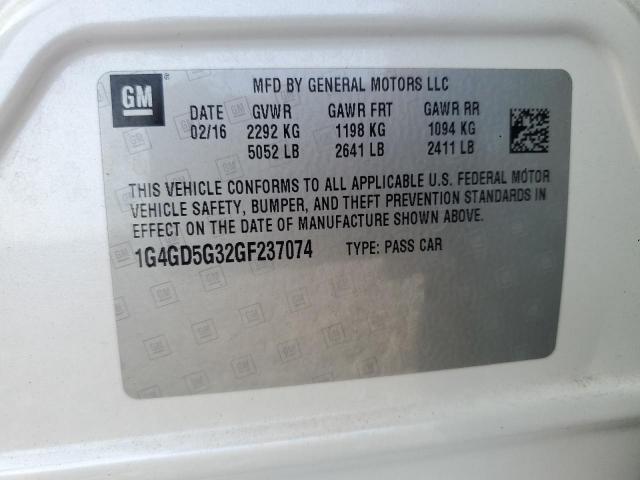 GM
MFD BY GENERAL MOTORS LLC
DATE GVWR GAWR FRT GAWR RR
02/16 2292 KG 1198 KG 1094 KG
5052 LB 2641 LB 2411 LB
THIS VEHICLE CONFORMS TO ALL APPLICABLE U.S. FEDERAL MOTOR
VEHICLE SAFETY, BUMPER, AND THEFT PREVENTION STANDARDS IN
EFFECT ON THE DATE OF MANUFACTURE SHOWN ABOVE.
1G4GD5G32GF237074 TYPE: PASS CAR